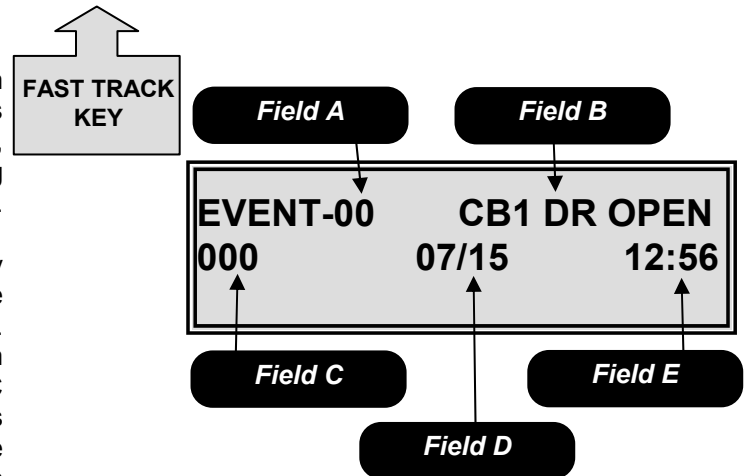 FAST TRACK
KEY
Field A
Field B
EVENT-00 CB1 DR OPEN
000 07/15 12:56
Field C
Field E
Field D